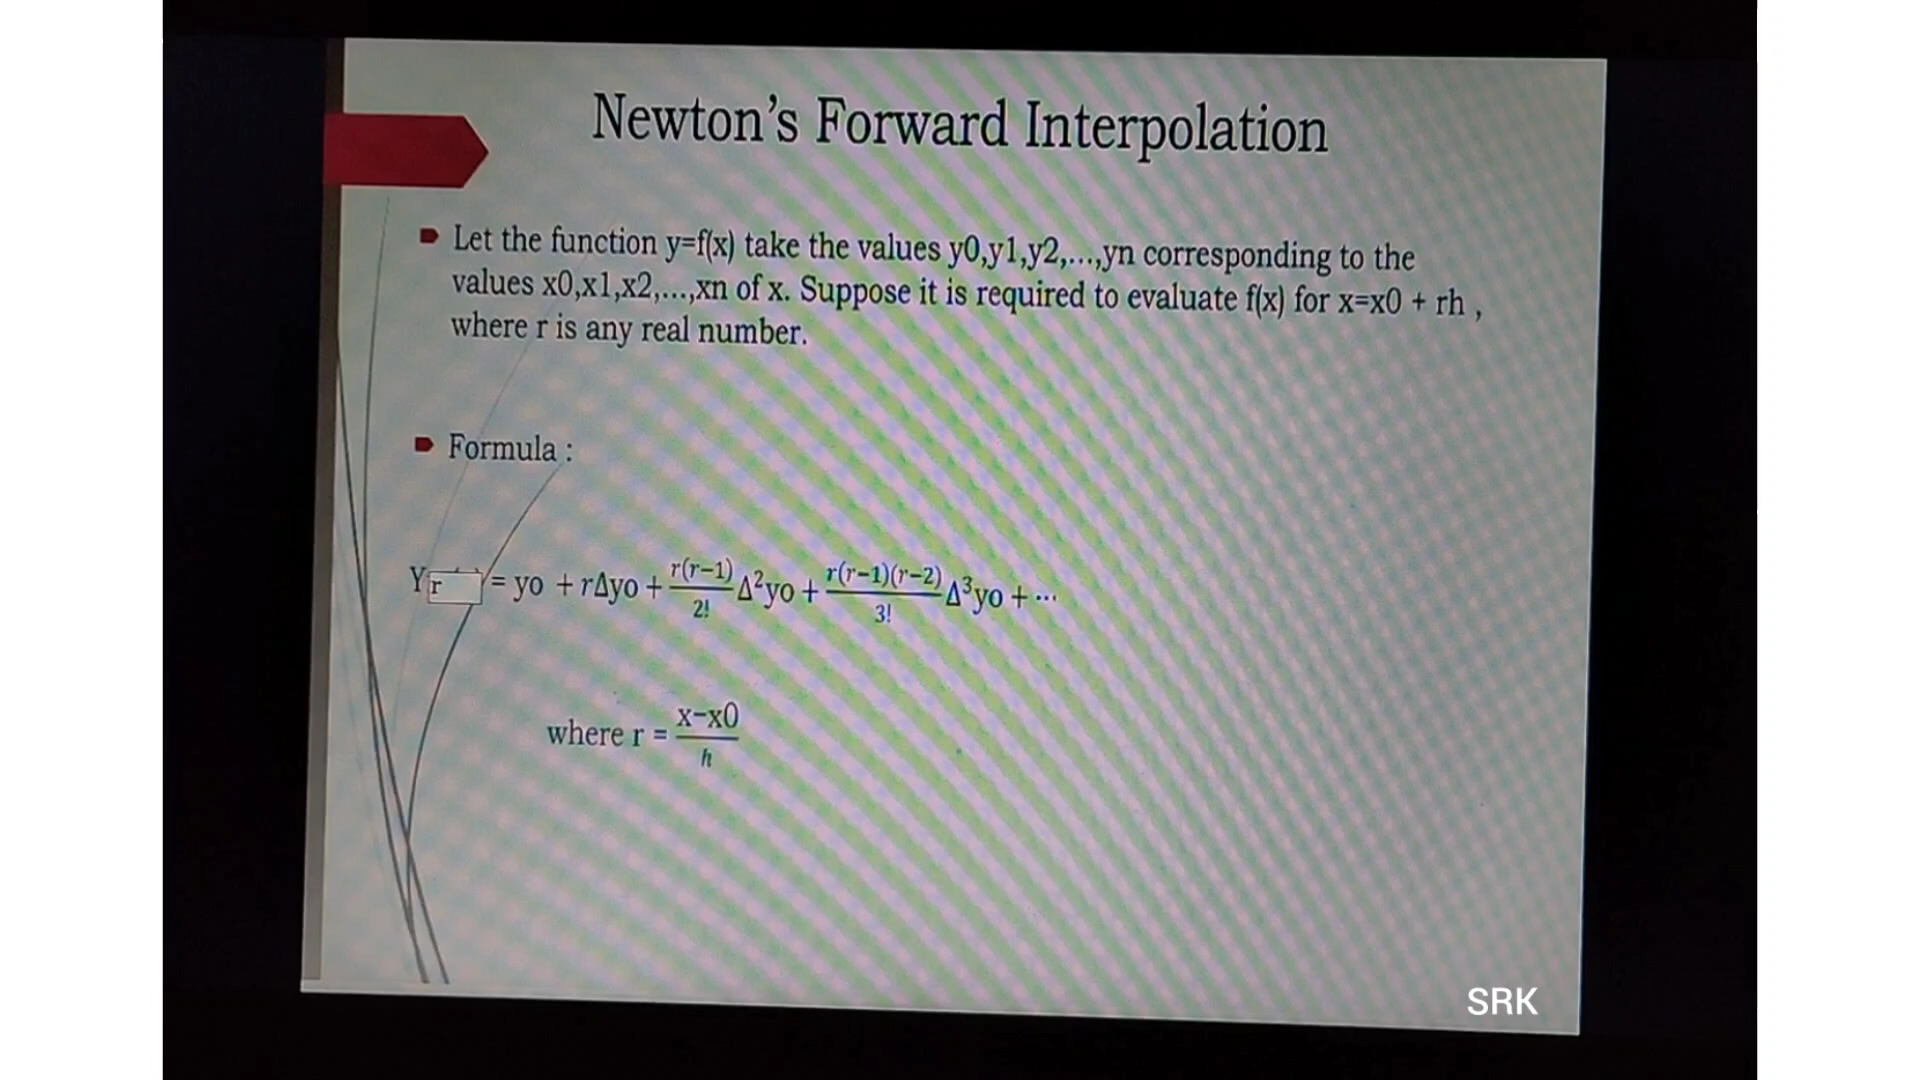 Newton's Forward Interpolation
Let the function y=f(x) take the values y0,y1,y2,...,yn corresponding to the
values x0,x1,x2,...,xn of x. Suppose it is required to evaluate f(x) for x=x0 + rh ,
where r is any real number.
Formula :
Yr = yo + rΔyo + r(r−1)/2! Δ²yo + r(r−1)(r−2)/3! Δ³yo + ⋯
where r = x−x0/h
SRK